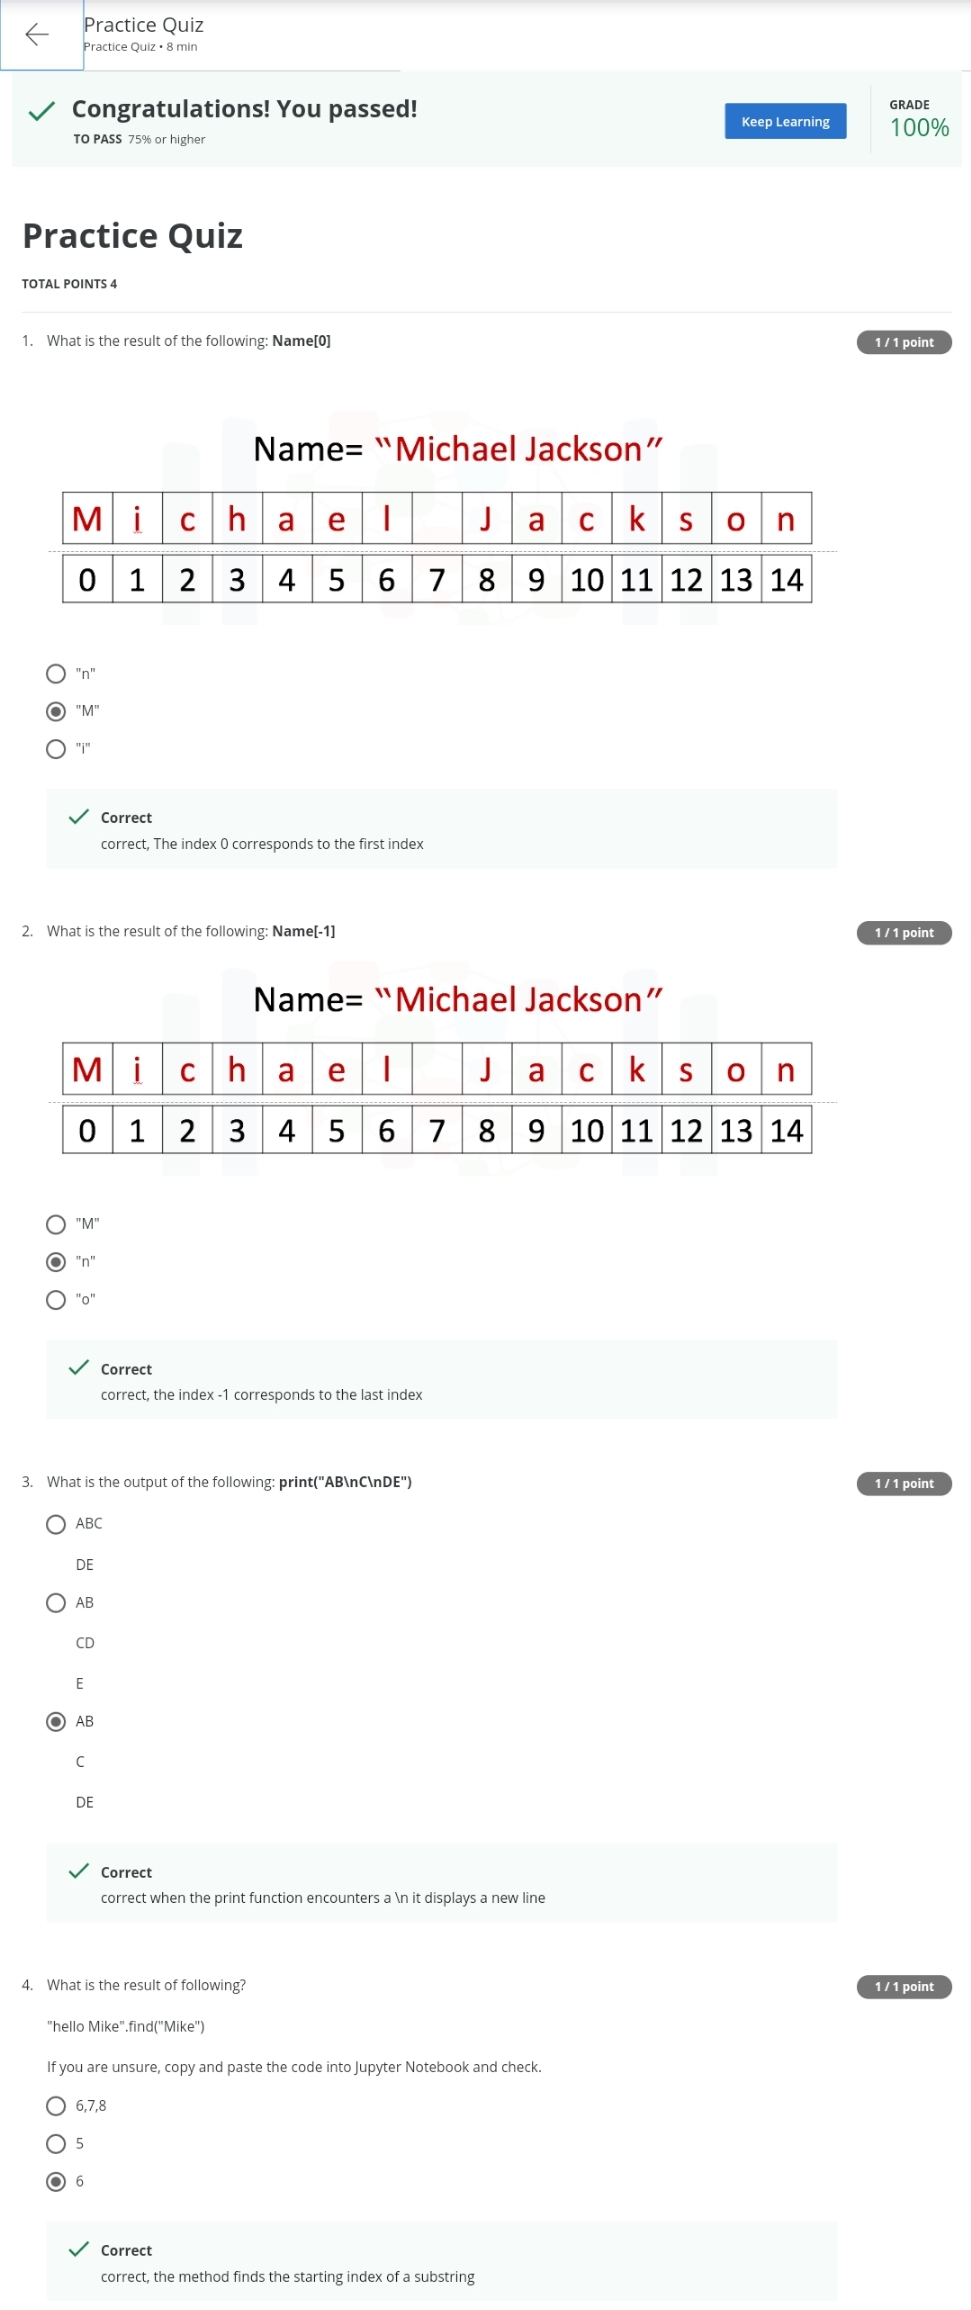 Practice Quiz
Practice Quiz • 8 min
Congratulations! You passed!
TO PASS 75% or higher
Keep Learning
GRADE
100%
Practice Quiz
TOTAL POINTS 4
1. What is the result of the following: Name[0]
1 / 1 point
Name= “Michael Jackson”
M i c h a e l J a c k s o n
0 1 2 3 4 5 6 7 8 9 10 11 12 13 14
"n"
"M"
"i"
Correct
correct, The index 0 corresponds to the first index
2. What is the result of the following: Name[-1]
1 / 1 point
Name= “Michael Jackson”
M i c h a e l J a c k s o n
0 1 2 3 4 5 6 7 8 9 10 11 12 13 14
"M"
"n"
"o"
Correct
correct, the index -1 corresponds to the last index
3. What is the output of the following: print("AB\nC\nDE")
1 / 1 point
ABC
DE
AB
CD
E
AB
C
DE
Correct
correct when the print function encounters a \n it displays a new line
4. What is the result of following?
1 / 1 point
"hello Mike".find("Mike")
If you are unsure, copy and paste the code into Jupyter Notebook and check.
6,7,8
5
6
Correct
correct, the method finds the starting index of a substring